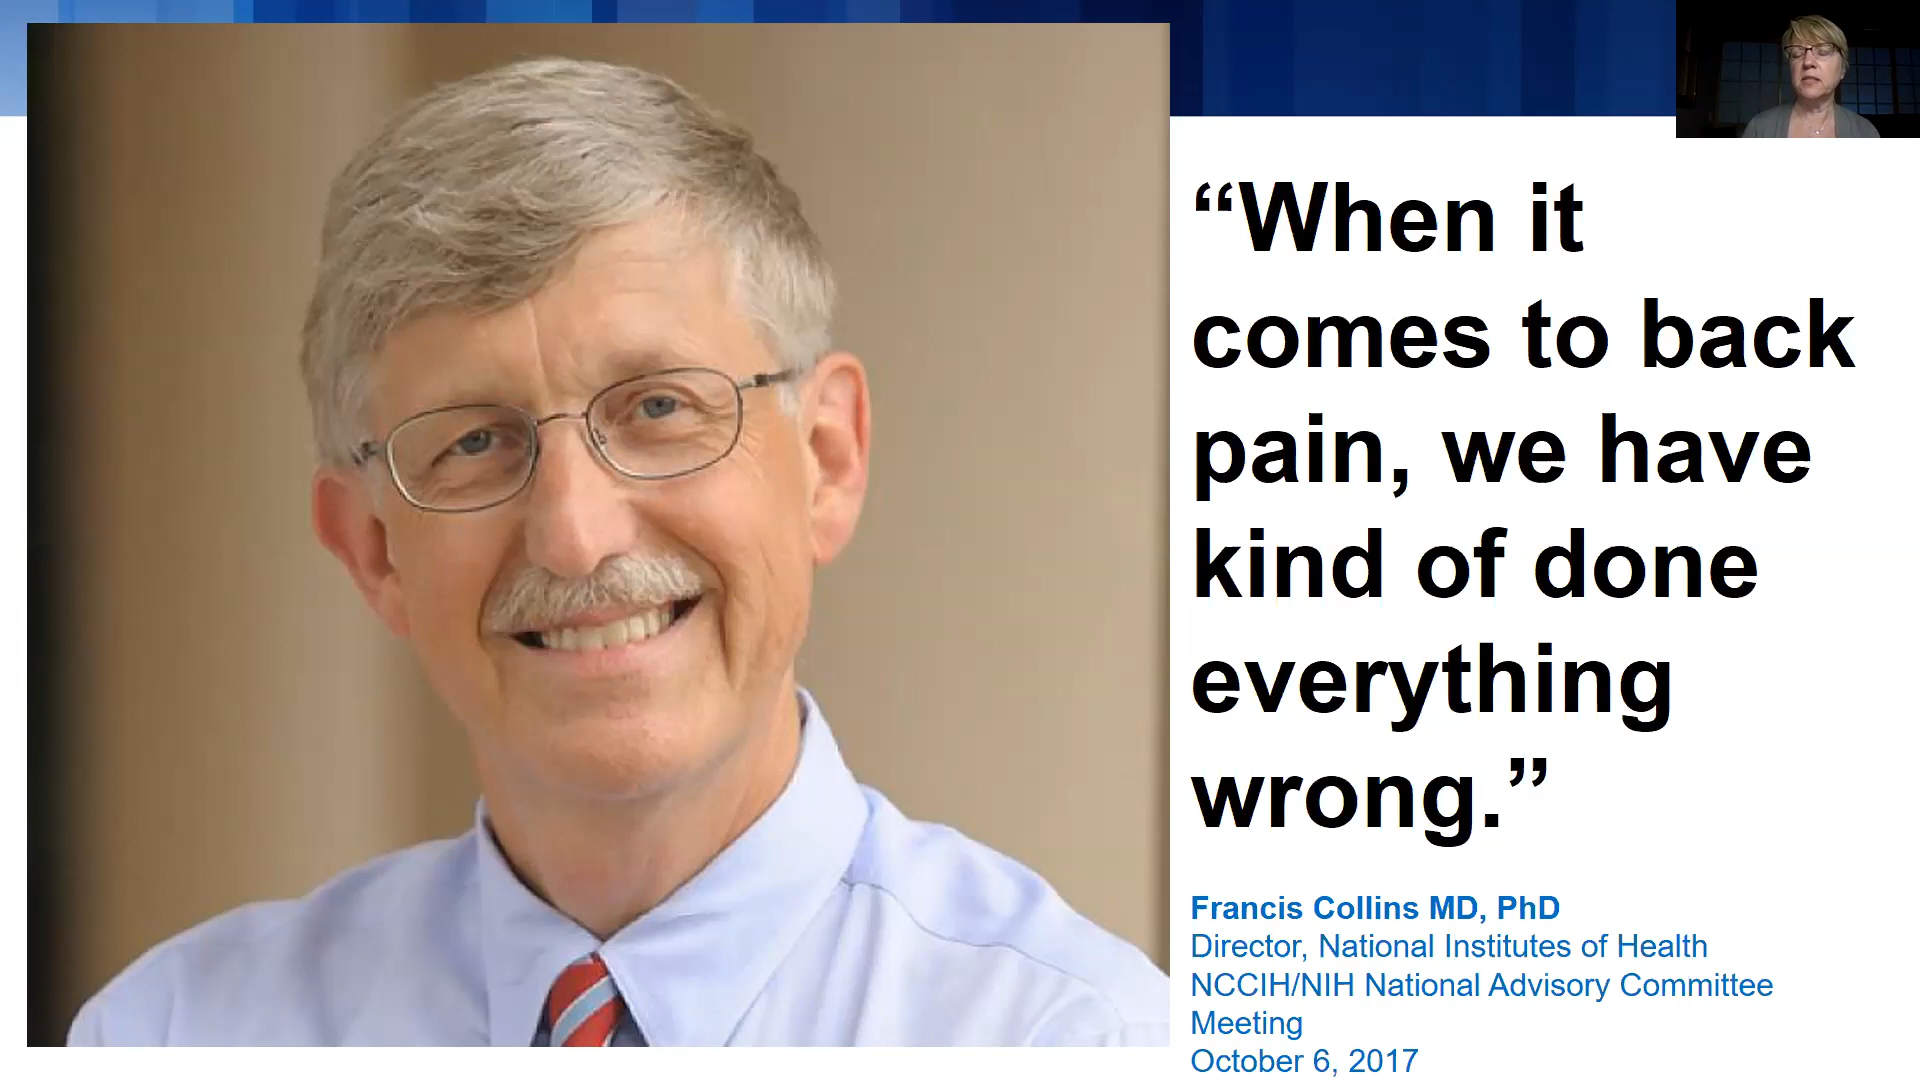 “When it
comes to back
pain, we have
kind of done
everything
wrong.”
Francis Collins MD, PhD
Director, National Institutes of Health
NCCIH/NIH National Advisory Committee
Meeting
October 6, 2017